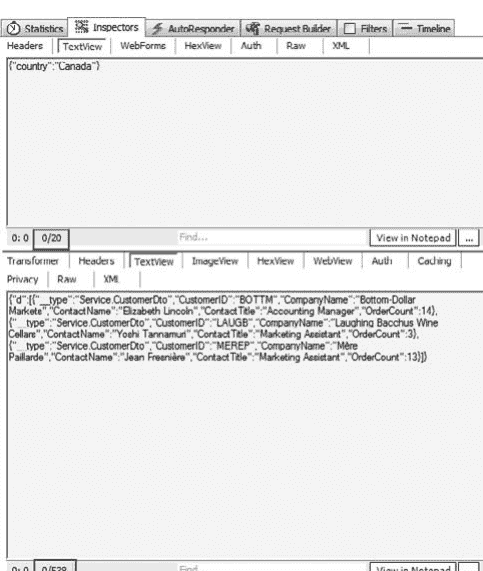 Statistics Inspectors AutoResponder Request Builder Filters Timeline
Headers TextView WebForms HexView Auth Raw XML
{"country":"Canada"}
0: 0 0/20 Find... View in Notepad ...
Transformer Headers TextView ImageView HexView WebView Auth Caching
Privacy Raw XML
{"d":[{"__type":"Service.CustomerDto","CustomerID":"BOTTM","CompanyName":"Bottom-Dollar
Markets","ContactName":"Elizabeth Lincoln","ContactTitle":"Accounting Manager","OrderCount":14},
{"__type":"Service.CustomerDto","CustomerID":"LAUGB","CompanyName":"Laughing Bacchus Wine
Cellars","ContactName":"Yoshi Tannamuri","ContactTitle":"Marketing Assistant","OrderCount":3},
{"__type":"Service.CustomerDto","CustomerID":"MEREP","CompanyName":"Mère
Paillarde","ContactName":"Jean Fresnière","ContactTitle":"Marketing Assistant","OrderCount":13}]}
0: 0 0/538 Find... View in Notepad ...